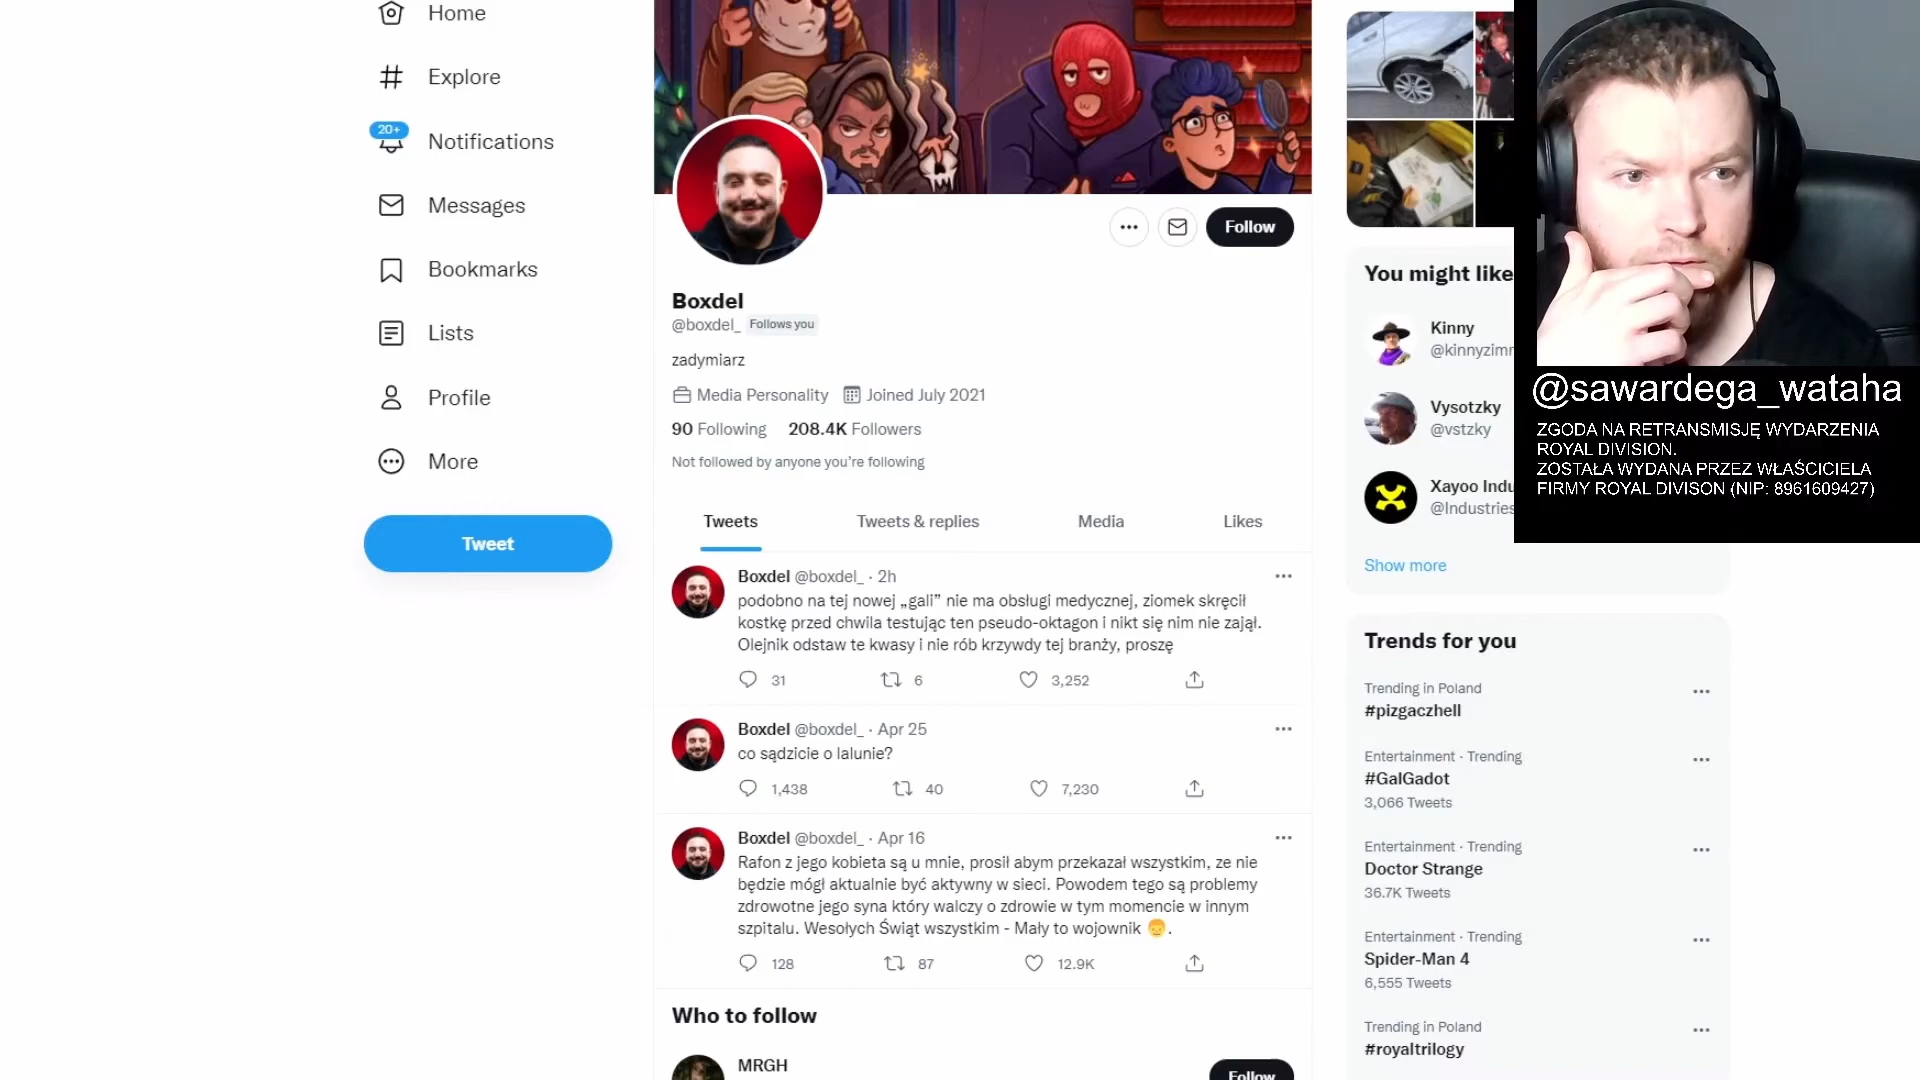 Home
Explore
20+
Notifications
Messages
Bookmarks
Lists
Profile
More
Tweet
Follow
Boxdel
@boxdel_ Follows you
zadymiarz
Media Personality Joined July 2021
90 Following 208.4K Followers
Not followed by anyone you're following
Tweets Tweets & replies Media Likes
Boxdel @boxdel_ · 2h
podobno na tej nowej „gali” nie ma obsługi medycznej, ziomek skręcił
kostkę przed chwila testując ten pseudo-oktagon i nikt się nim nie zajął.
Olejnik odstaw te kwasy i nie rób krzywdy tej branży, proszę
31 6 3,252
Boxdel @boxdel_ · Apr 25
co sądzicie o lalunie?
1,438 40 7,230
Boxdel @boxdel_ · Apr 16
Rafon z jego kobieta są u mnie, prosił abym przekazał wszystkim, ze nie
będzie mógł aktualnie być aktywny w sieci. Powodem tego są problemy
zdrowotne jego syna który walczy o zdrowie w tym momencie w innym
szpitalu. Wesołych Świąt wszystkim - Mały to wojownik 👦.
128 87 12.9K
Who to follow
MRGH
Follow
You might like
Kinny
@kinnyzimm
Vysotzky
@vstzky
Xayoo Indu
@Industries
Show more
Trends for you
Trending in Poland
#pizgaczhell
Entertainment · Trending
#GalGadot
3,066 Tweets
Entertainment · Trending
Doctor Strange
36.7K Tweets
Entertainment · Trending
Spider-Man 4
6,555 Tweets
Trending in Poland
#royaltrilogy
@sawardega_wataha
ZGODA NA RETRANSMISJĘ WYDARZENIA
ROYAL DIVISION.
ZOSTAŁA WYDANA PRZEZ WŁAŚCICIELA
FIRMY ROYAL DIVISON (NIP: 8961609427)